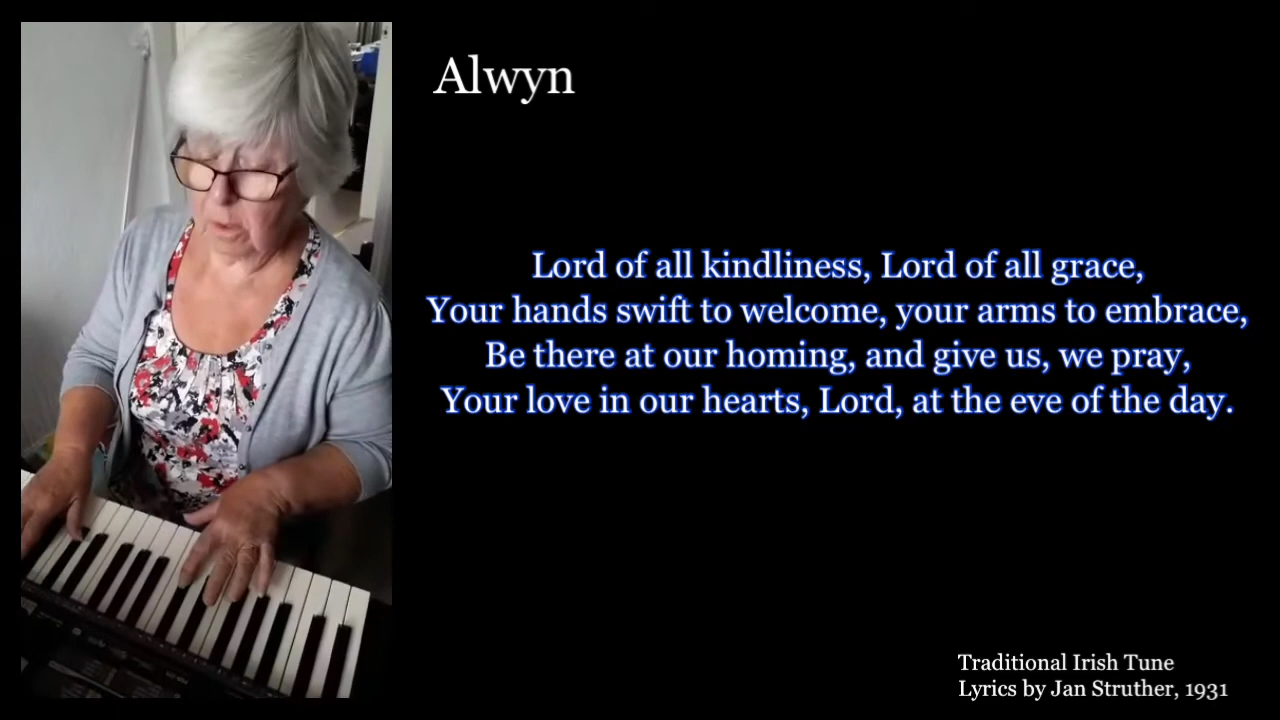 Alwyn
Lord of all kindliness, Lord of all grace,
Your hands swift to welcome, your arms to embrace,
Be there at our homing, and give us, we pray,
Your love in our hearts, Lord, at the eve of the day.
Traditional Irish Tune
Lyrics by Jan Struther, 1931